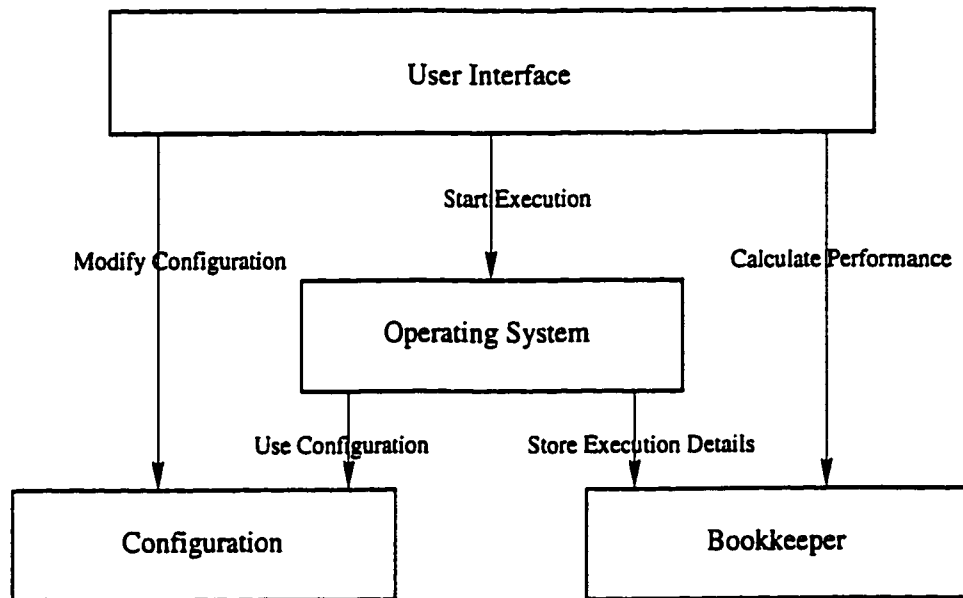 User Interface
Start Execution
Modify Configuration
Calculate Performance
Operating System
Use Configuration
Store Execution Details
Configuration
Bookkeeper